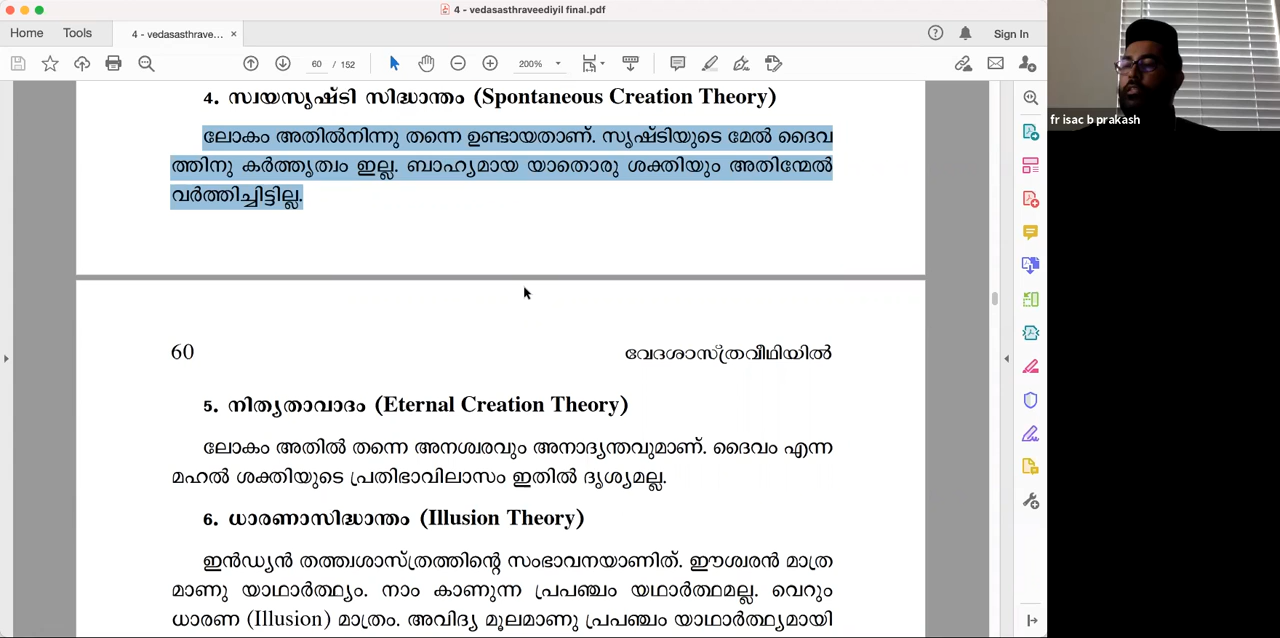 4 - vedasasthraveediyil final.pdf
Home Tools 4 - vedasasthrave... × Sign In
60 / 152 200%
4. സ്വയസൃഷ്ടി സിദ്ധാന്തം (Spontaneous Creation Theory)
ലോകം അതിൽനിന്നു തന്നെ ഉണ്ടായതാണ്. സൃഷ്ടിയുടെ മേൽ ദൈവ
ത്തിനു കർത്തൃത്വം ഇല്ല. ബാഹ്യമായ യാതൊരു ശക്തിയും അതിന്മേൽ
വർത്തിച്ചിട്ടില്ല.
60 വേദശാസ്ത്രവീഥിയിൽ
5. നിത്യതാവാദം (Eternal Creation Theory)
ലോകം അതിൽ തന്നെ അനശ്വരവും അനാദ്യന്തവുമാണ്. ദൈവം എന്ന
മഹൽ ശക്തിയുടെ പ്രതിഭാവിലാസം ഇതിൽ ദൃശ്യമല്ല.
6. ധാരണാസിദ്ധാന്തം (Illusion Theory)
ഇൻഡ്യൻ തത്ത്വശാസ്ത്രത്തിന്റെ സംഭാവനയാണിത്. ഈശ്വരൻ മാത്ര
മാണു യാഥാർത്ഥ്യം. നാം കാണുന്ന പ്രപഞ്ചം യഥാർത്ഥമല്ല. വെറും
ധാരണ (Illusion) മാത്രം. അവിദ്യ മൂലമാണു പ്രപഞ്ചം യാഥാർത്ഥ്യമായി
fr isac b prakash